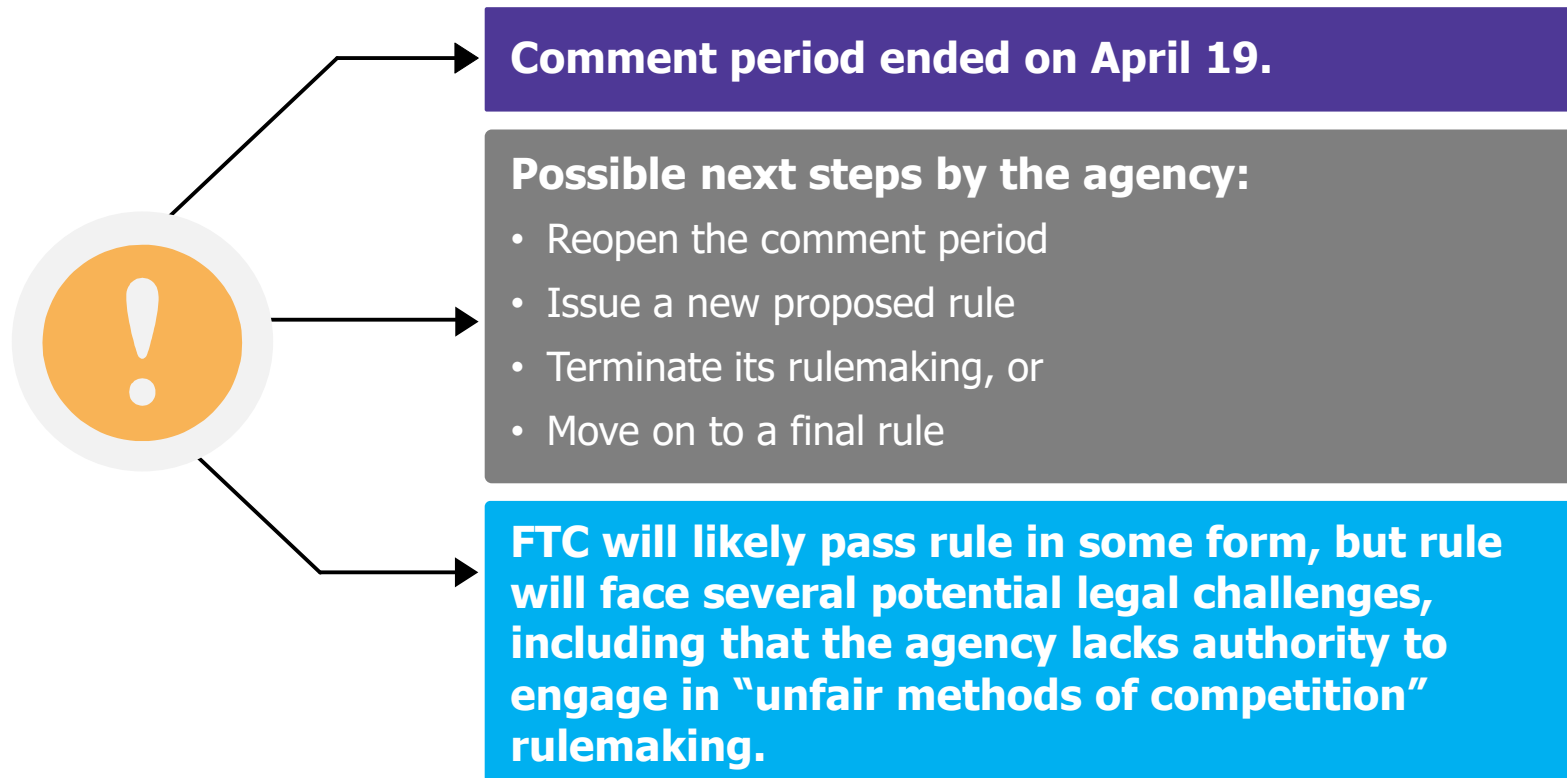 Comment period ended on April 19.
Possible next steps by the agency:
• Reopen the comment period
• Issue a new proposed rule
• Terminate its rulemaking, or
• Move on to a final rule
FTC will likely pass rule in some form, but rule
will face several potential legal challenges,
including that the agency lacks authority to
engage in “unfair methods of competition”
rulemaking.